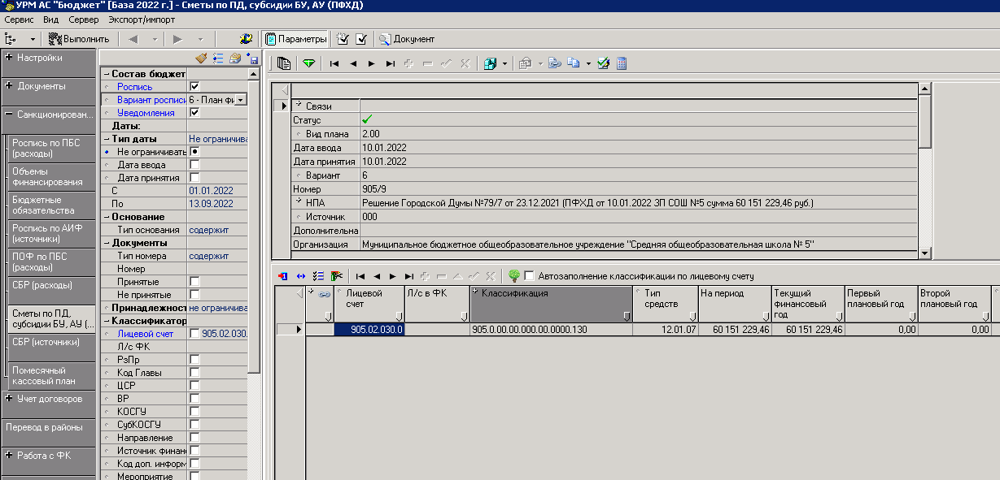 УРМ АС "Бюджет" [База 2022 г.] - Сметы по ПД, субсидии БУ, АУ (ПФХД)
Сервис Вид Сервер Экспорт/импорт
Выполнить Параметры Документ
Настройки
Документы
Санкционирован...
Роспись по ПБС
(расходы)
Объемы
финансирования
Бюджетные
обязательства
Роспись по АИФ
(источники)
ПОФ по ПБС
(расходы)
СБР (расходы)
Сметы по ПД,
субсидии БУ, АУ (...
СБР (источники)
Помесячный
кассовый план
Учет договоров
Перевод в районы
Работа с ФК
Состав бюджет
Роспись
Вариант росписи 6 - План фи
Уведомления
Даты:
Тип даты Не ограничива
Не ограничивать
Дата ввода
Дата принятия
С 01.01.2022
По 13.09.2022
Основание
Тип основания содержит
Документы
Тип номера содержит
Номер
Принятые
Не принятые
Принадлежност не ограничива
Классификатор
Лицевой счет 905.02.030.
Л/с ФК
РзПр
Код Главы
ЦСР
ВР
КОСГУ
СубКОСГУ
Направление
Источник финан
Код доп. информ
Мероприятие
Связи
Статус
Вид плана 2.00
Дата ввода 10.01.2022
Дата принятия 10.01.2022
Вариант 6
Номер 905/9
НПА Решение Городской Думы №79/7 от 23.12.2021 (ПФХД от 10.01.2022 ЗП СОШ №5 сумма 60 151 229,46 руб.)
Источник 000
Дополнительна
Организация Муниципальное бюджетное общеобразовательное учреждение "Средняя общеобразовательная школа № 5"
Автозаполнение классификации по лицевому счету
Лицевой
счет
Л/с в ФК
Классификация
Тип
средств
На период
Текущий
финансовый
год
Первый
плановый год
Второй
плановый год
905.02.030.0 905.0.00.00.000.00.0000.130 12.01.07 60 151 229,46 60 151 229,46 0,00 0,00